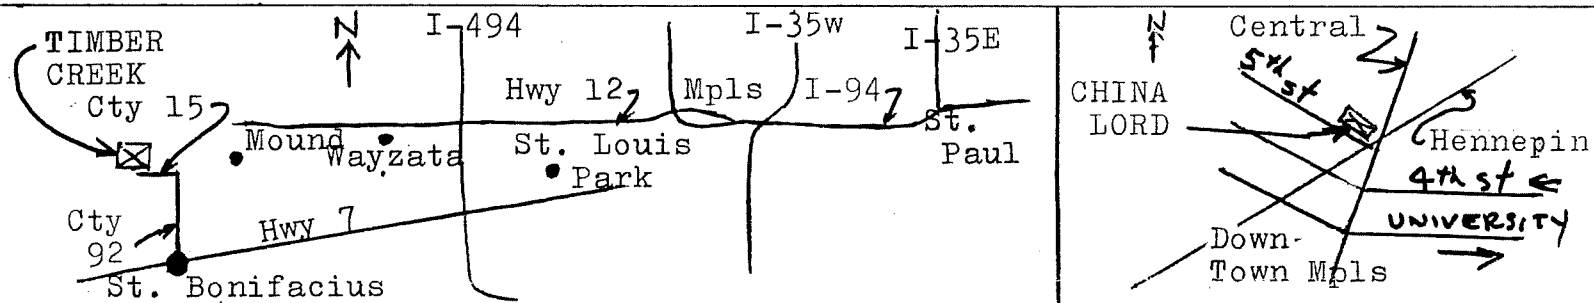 TIMBER
CREEK
Cty 15
N
I-494
I-35w
I-35E
Hwy 12
Mpls
I-94
Mound
Wayzata
St. Louis
Park
St.
Paul
Cty
92
Hwy 7
St. Bonifacius
N
Central
5th st
CHINA
LORD
Hennepin
4th st
UNIVERSITY
Down-
Town Mpls